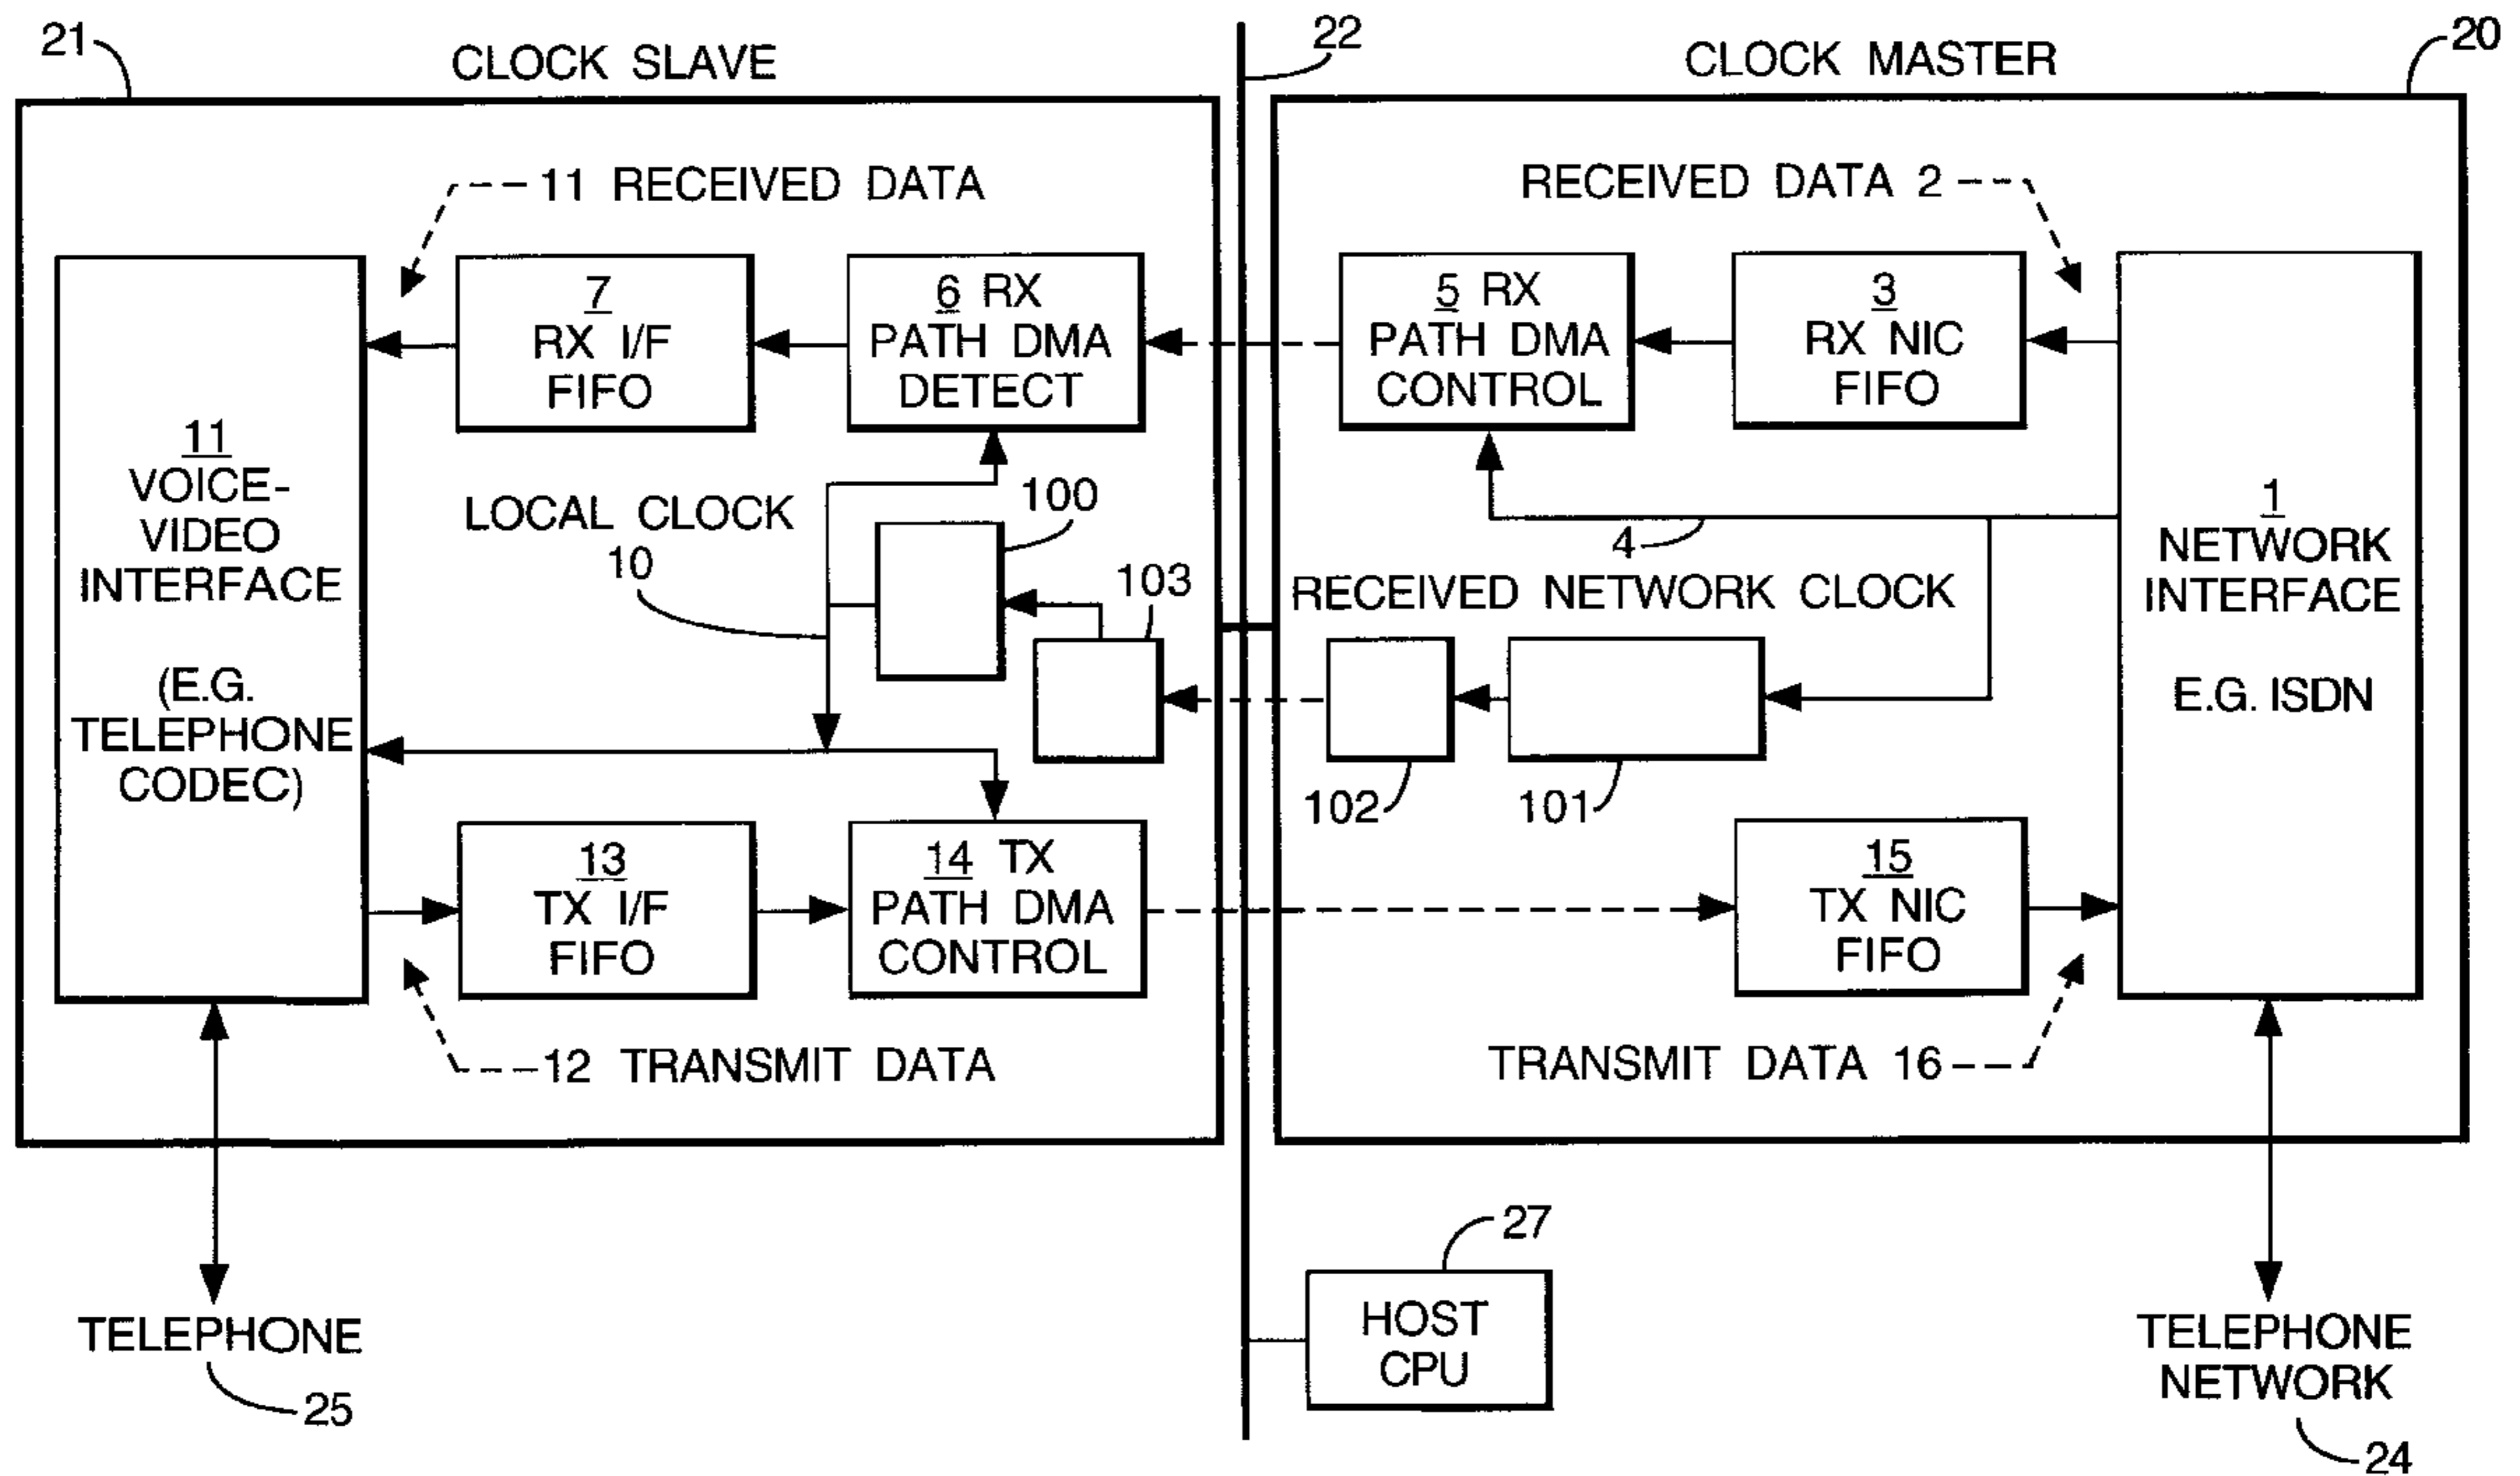 21
CLOCK SLAVE
22
CLOCK MASTER
20
11 RECEIVED DATA
RECEIVED DATA 2
7
RX I/F
FIFO
6 RX
PATH DMA
DETECT
5 RX
PATH DMA
CONTROL
3
RX NIC
FIFO
11
VOICE-
VIDEO
INTERFACE
(E.G.
TELEPHONE
CODEC)
LOCAL CLOCK
10
100
103
4
RECEIVED NETWORK CLOCK
1
NETWORK
INTERFACE
E.G. ISDN
102
101
13
TX I/F
FIFO
14 TX
PATH DMA
CONTROL
15
TX NIC
FIFO
12 TRANSMIT DATA
TRANSMIT DATA 16
27
HOST
CPU
TELEPHONE
25
TELEPHONE
NETWORK
24